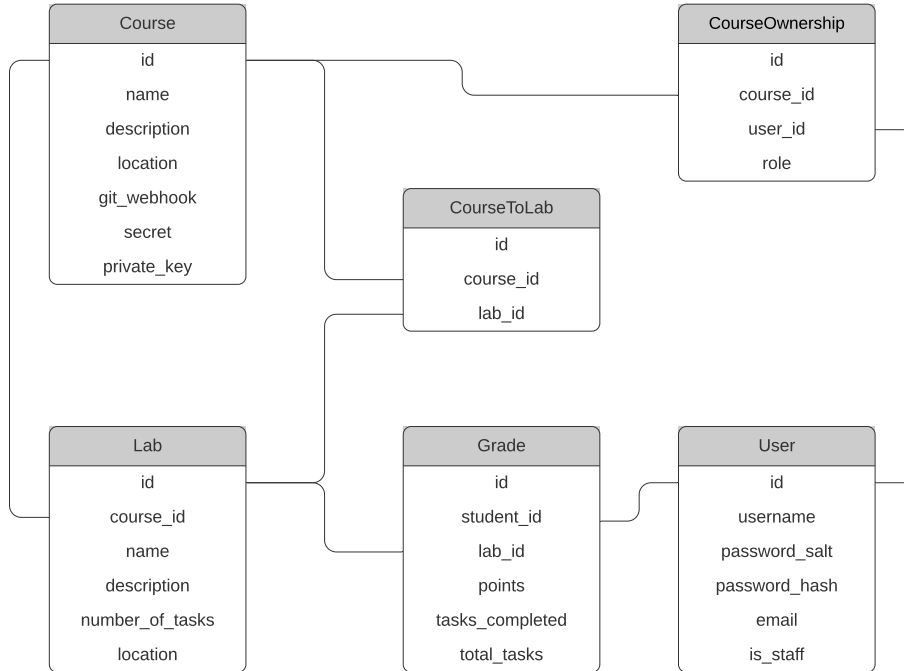 Course
id
name
description
location
git_webhook
secret
private_key
CourseOwnership
id
course_id
user_id
role
CourseToLab
id
course_id
lab_id
Lab
id
course_id
name
description
number_of_tasks
location
Grade
id
student_id
lab_id
points
tasks_completed
total_tasks
User
id
username
password_salt
password_hash
email
is_staff